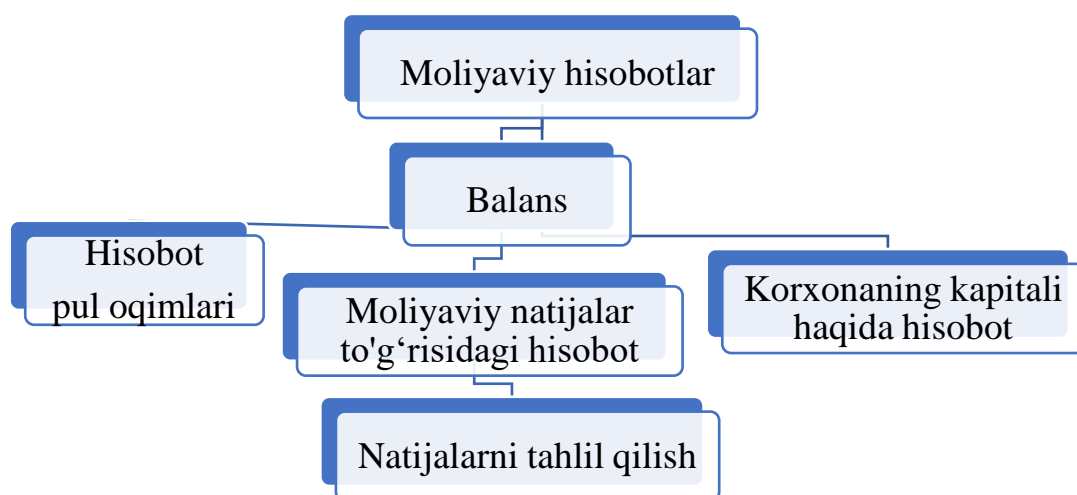 Moliyaviy hisobotlar
Balans
Hisobot
pul oqimlari
Moliyaviy natijalar
to'g‘risidagi hisobot
Korxonaning kapitali
haqida hisobot
Natijalarni tahlil qilish